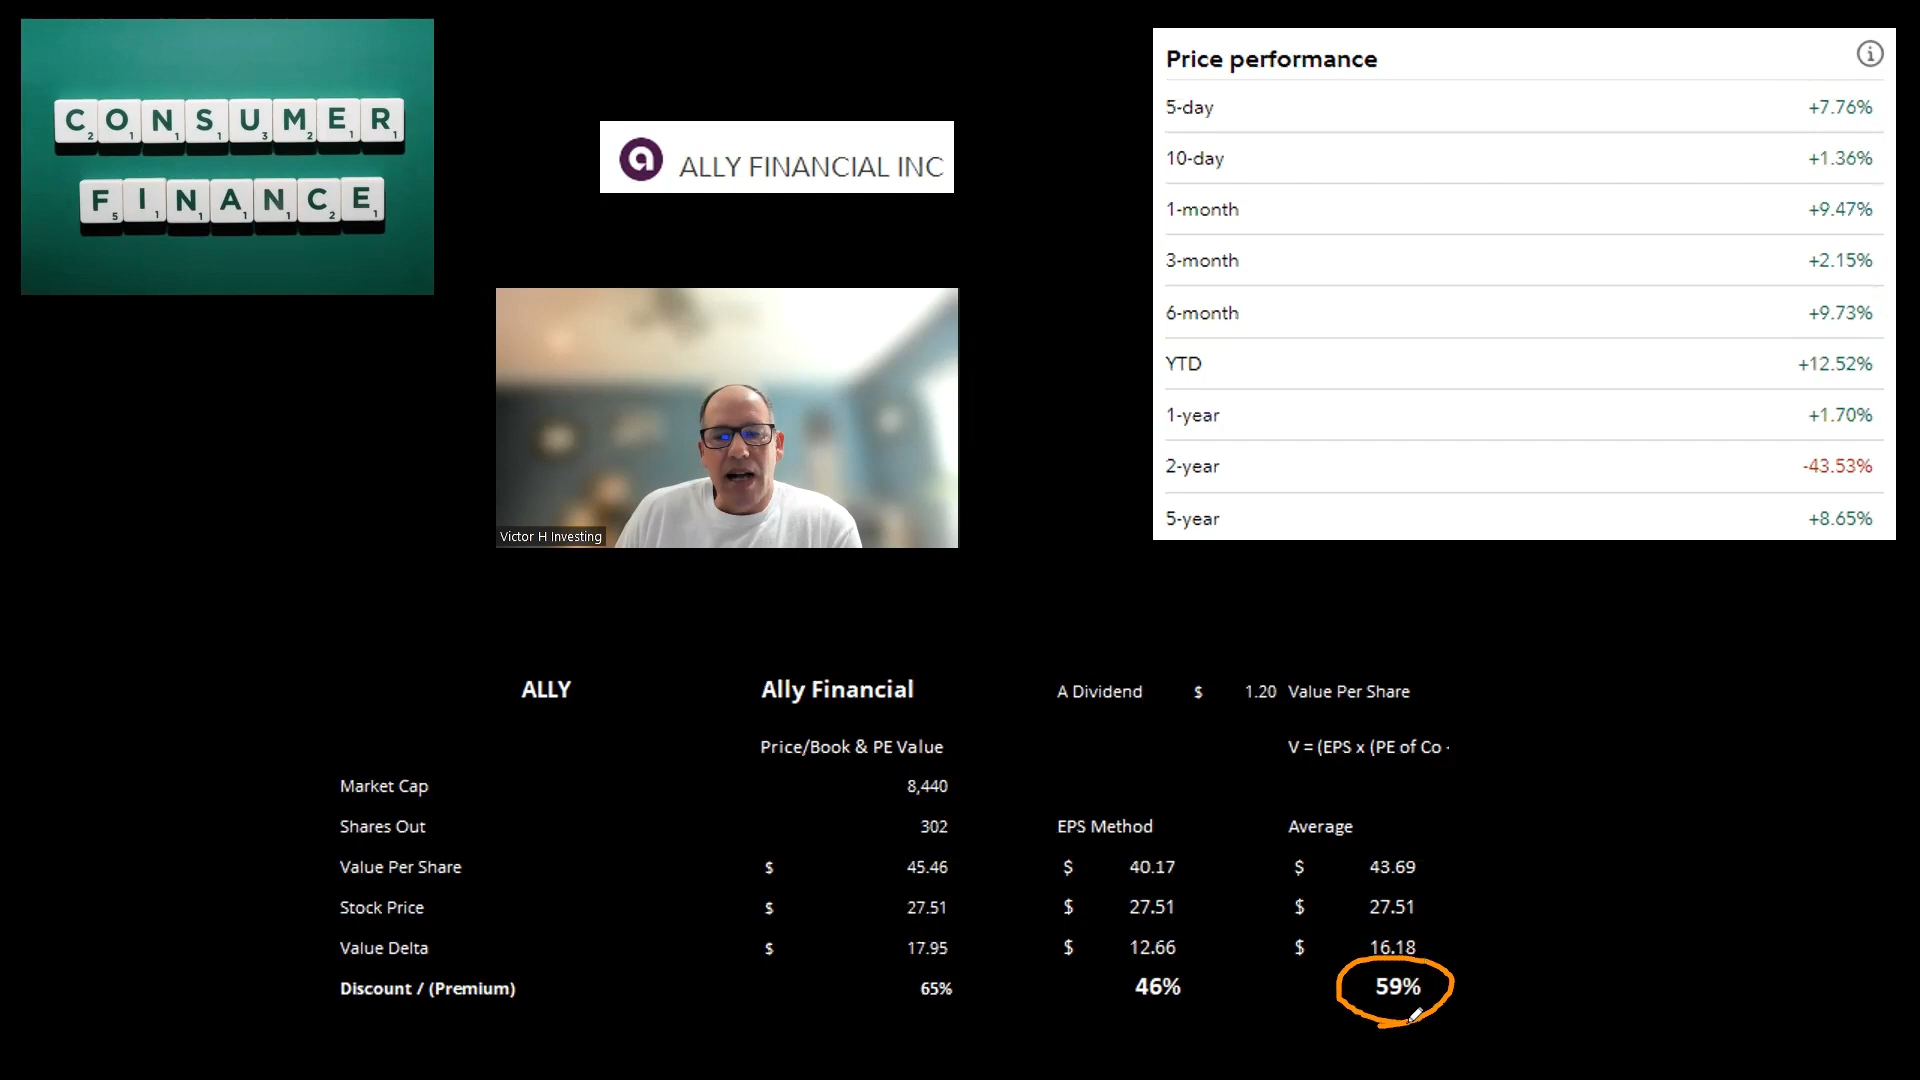 CONSUMER
FINANCE
ALLY FINANCIAL INC
Victor H Investing
Price performance
5-day +7.76%
10-day +1.36%
1-month +9.47%
3-month +2.15%
6-month +9.73%
YTD +12.52%
1-year +1.70%
2-year -43.53%
5-year +8.65%
ALLY Ally Financial A Dividend $ 1.20 Value Per Share
Price/Book & PE Value V = (EPS x (PE of Co -
Market Cap 8,440
Shares Out 302 EPS Method Average
Value Per Share $ 45.46 $ 40.17 $ 43.69
Stock Price $ 27.51 $ 27.51 $ 27.51
Value Delta $ 17.95 $ 12.66 $ 16.18
Discount / (Premium) 65% 46% 59%